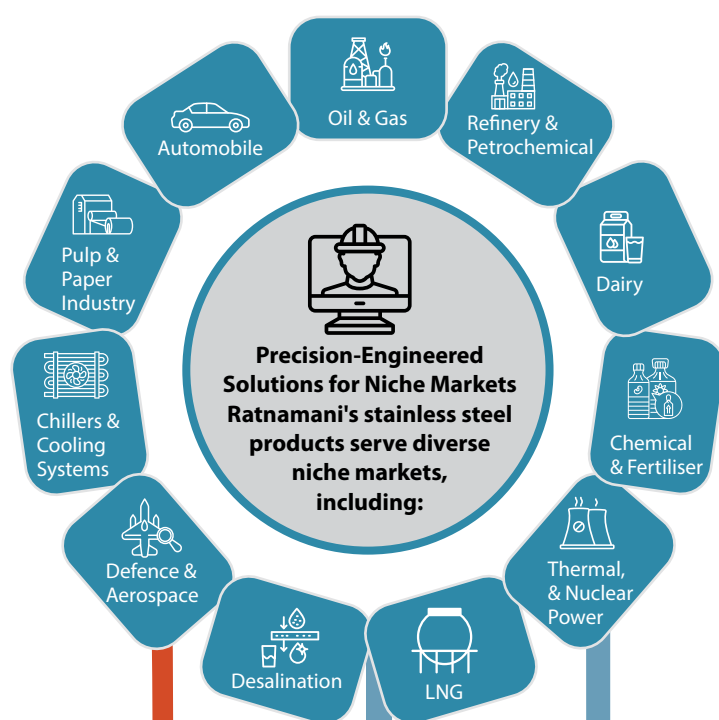 Oil & Gas
Refinery &
Petrochemical
Dairy
Chemical
& Fertiliser
Thermal,
& Nuclear
Power
LNG
Desalination
Defence &
Aerospace
Chillers &
Cooling
Systems
Pulp &
Paper
Industry
Automobile
Precision-Engineered
Solutions for Niche Markets
Ratnamani's stainless steel
products serve diverse
niche markets,
including: